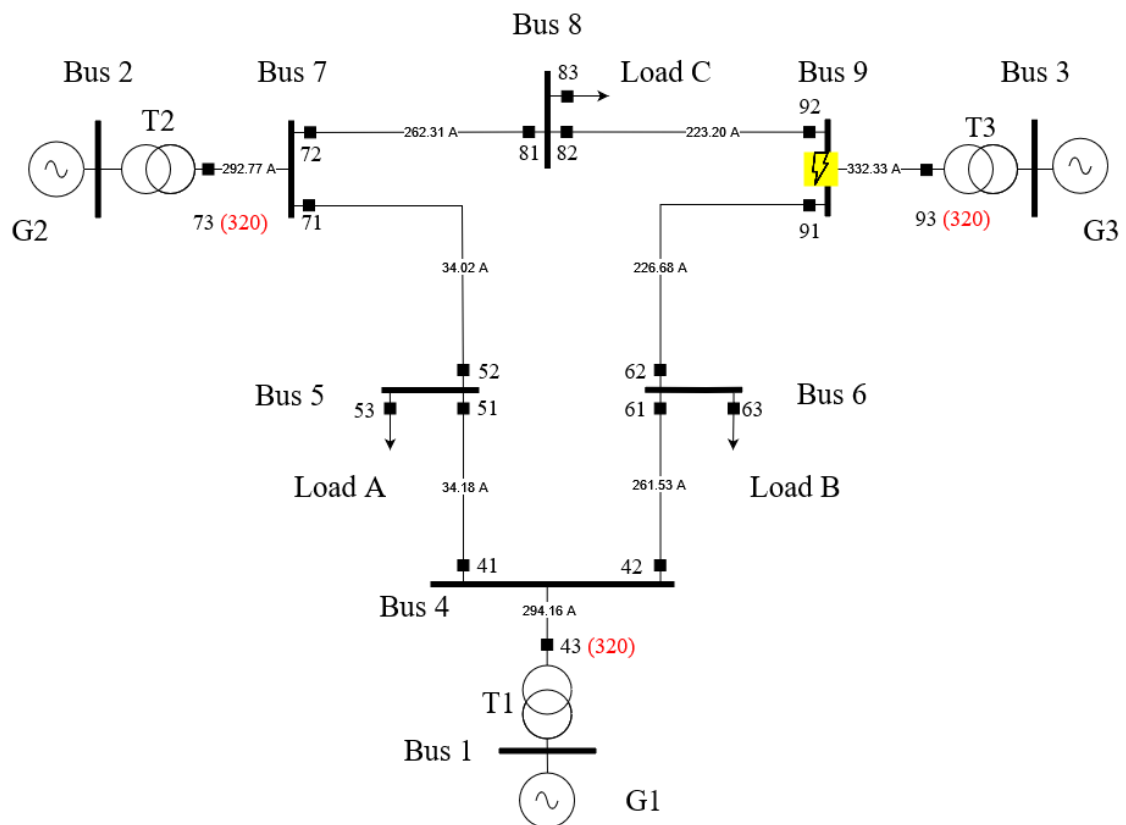 Bus 8
Bus 2
Bus 7
83
Load C
Bus 9
Bus 3
92
T2
T3
262.31 A
223.20 A
72
81
82
292.77 A
332.33 A
73 (320)
71
91
93 (320)
G2
G3
34.02 A
226.68 A
52
62
Bus 5
53
51
61
63
Bus 6
Load A
34.18 A
261.53 A
Load B
41
42
Bus 4
294.16 A
43 (320)
T1
Bus 1
G1